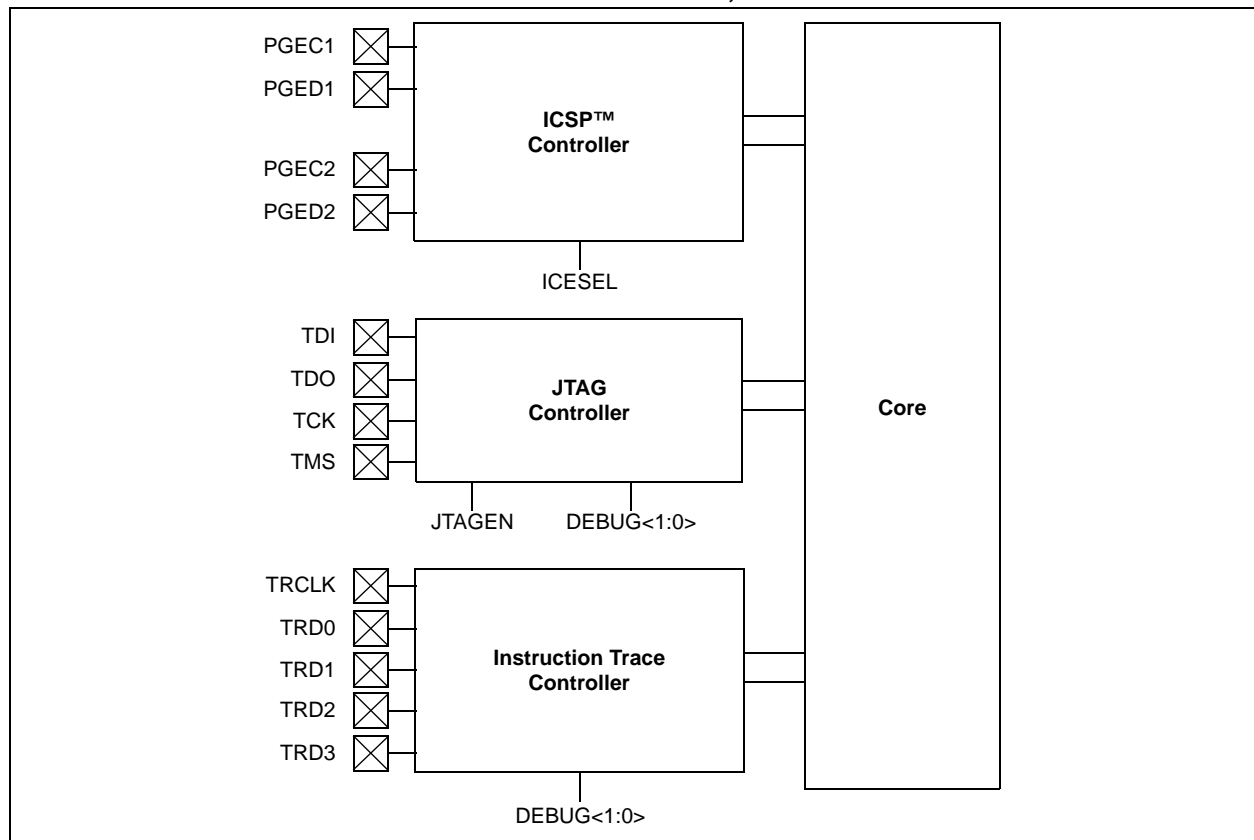 PGEC1
PGED1
PGEC2
PGED2
ICSP™
Controller
ICESEL
TDI
TDO
TCK
TMS
JTAG
Controller
Core
JTAGEN
DEBUG<1:0>
TRCLK
TRD0
TRD1
TRD2
TRD3
Instruction Trace
Controller
DEBUG<1:0>